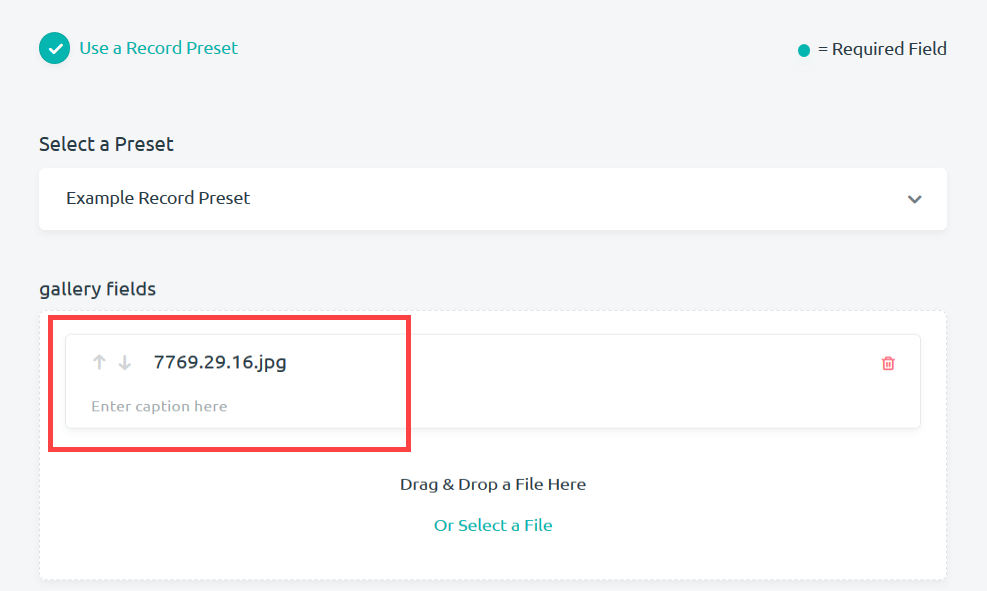 Use a Record Preset
= Required Field
Select a Preset
Example Record Preset
gallery fields
7769.29.16.jpg
Enter caption here
Drag & Drop a File Here
Or Select a File